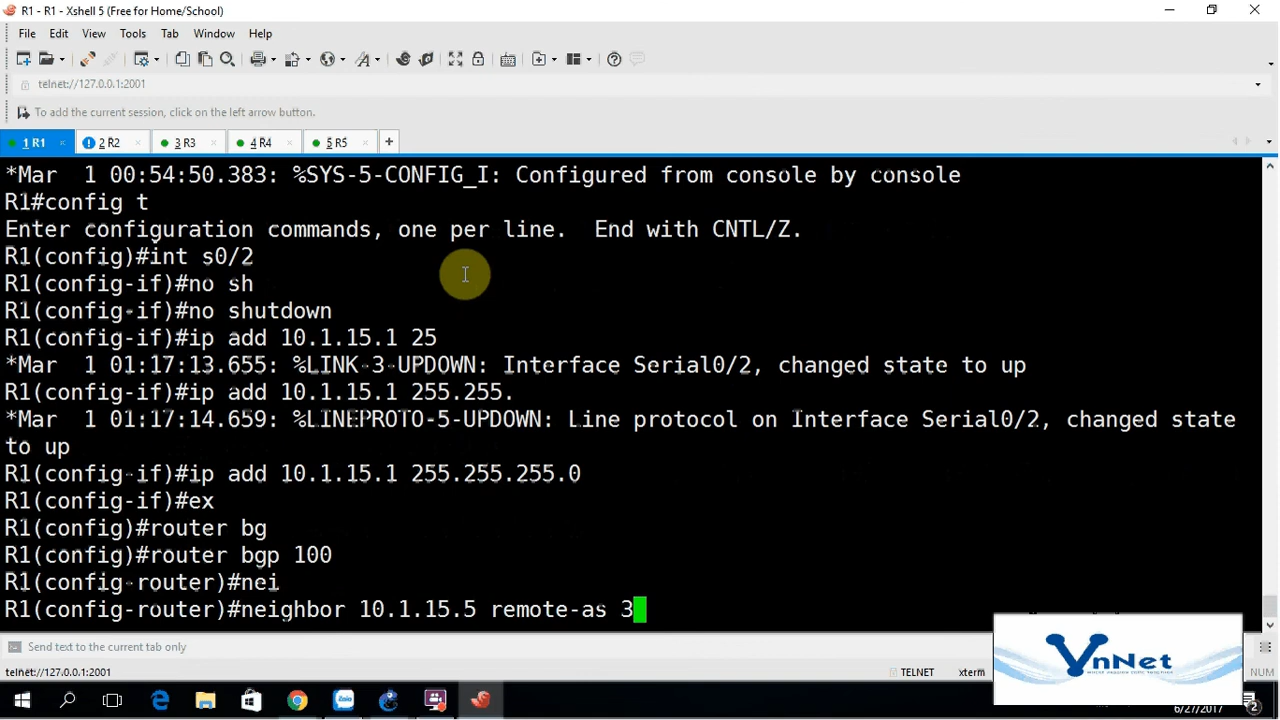 R1 - R1 - Xshell 5 (Free for Home/School)
File Edit View Tools Tab Window Help
telnet://127.0.0.1:2001
To add the current session, click on the left arrow button.
1 R1 2 R2 3 R3 4 R4 5 R5
*Mar  1 00:54:50.383: %SYS-5-CONFIG_I: Configured from console by console
R1#config t
Enter configuration commands, one per line.  End with CNTL/Z.
R1(config)#int s0/2
R1(config-if)#no sh
R1(config-if)#no shutdown
R1(config-if)#ip add 10.1.15.1 25
*Mar  1 01:17:13.655: %LINK-3-UPDOWN: Interface Serial0/2, changed state to up
R1(config-if)#ip add 10.1.15.1 255.255.
*Mar  1 01:17:14.659: %LINEPROTO-5-UPDOWN: Line protocol on Interface Serial0/2, changed state
to up
R1(config-if)#ip add 10.1.15.1 255.255.255.0
R1(config-if)#ex
R1(config)#router bg
R1(config)#router bgp 100
R1(config-router)#nei
R1(config-router)#neighbor 10.1.15.5 remote-as 3
Send text to the current tab only
telnet://127.0.0.1:2001 TELNET xterm NUM
VnNet
Zalo
6/27/2017 2